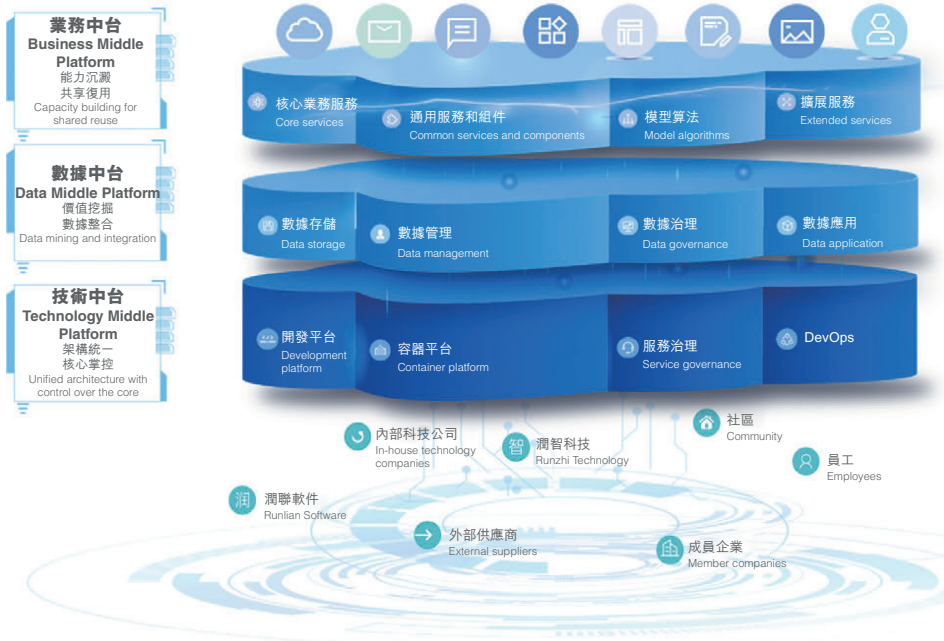 業務中台
Business Middle
Platform
能力沉澱
共享復用
Capacity building for
shared reuse
核心業務服務
Core services
通用服務和組件
Common services and components
模型算法
Model algorithms
擴展服務
Extended services
數據中台
Data Middle Platform
價值挖掘
數據整合
Data mining and integration
數據存儲
Data storage
數據管理
Data management
數據治理
Data governance
數據應用
Data application
技術中台
Technology Middle
Platform
架構統一
核心掌控
Unified architecture with
control over the core
開發平台
Development
platform
容器平台
Container platform
服務治理
Service governance
DevOps
內部科技公司
In-house technology
companies
智
潤智科技
Runzhi Technology
社區
Community
員工
Employees
润
潤聯軟件
Runlian Software
外部供應商
External suppliers
成員企業
Member companies